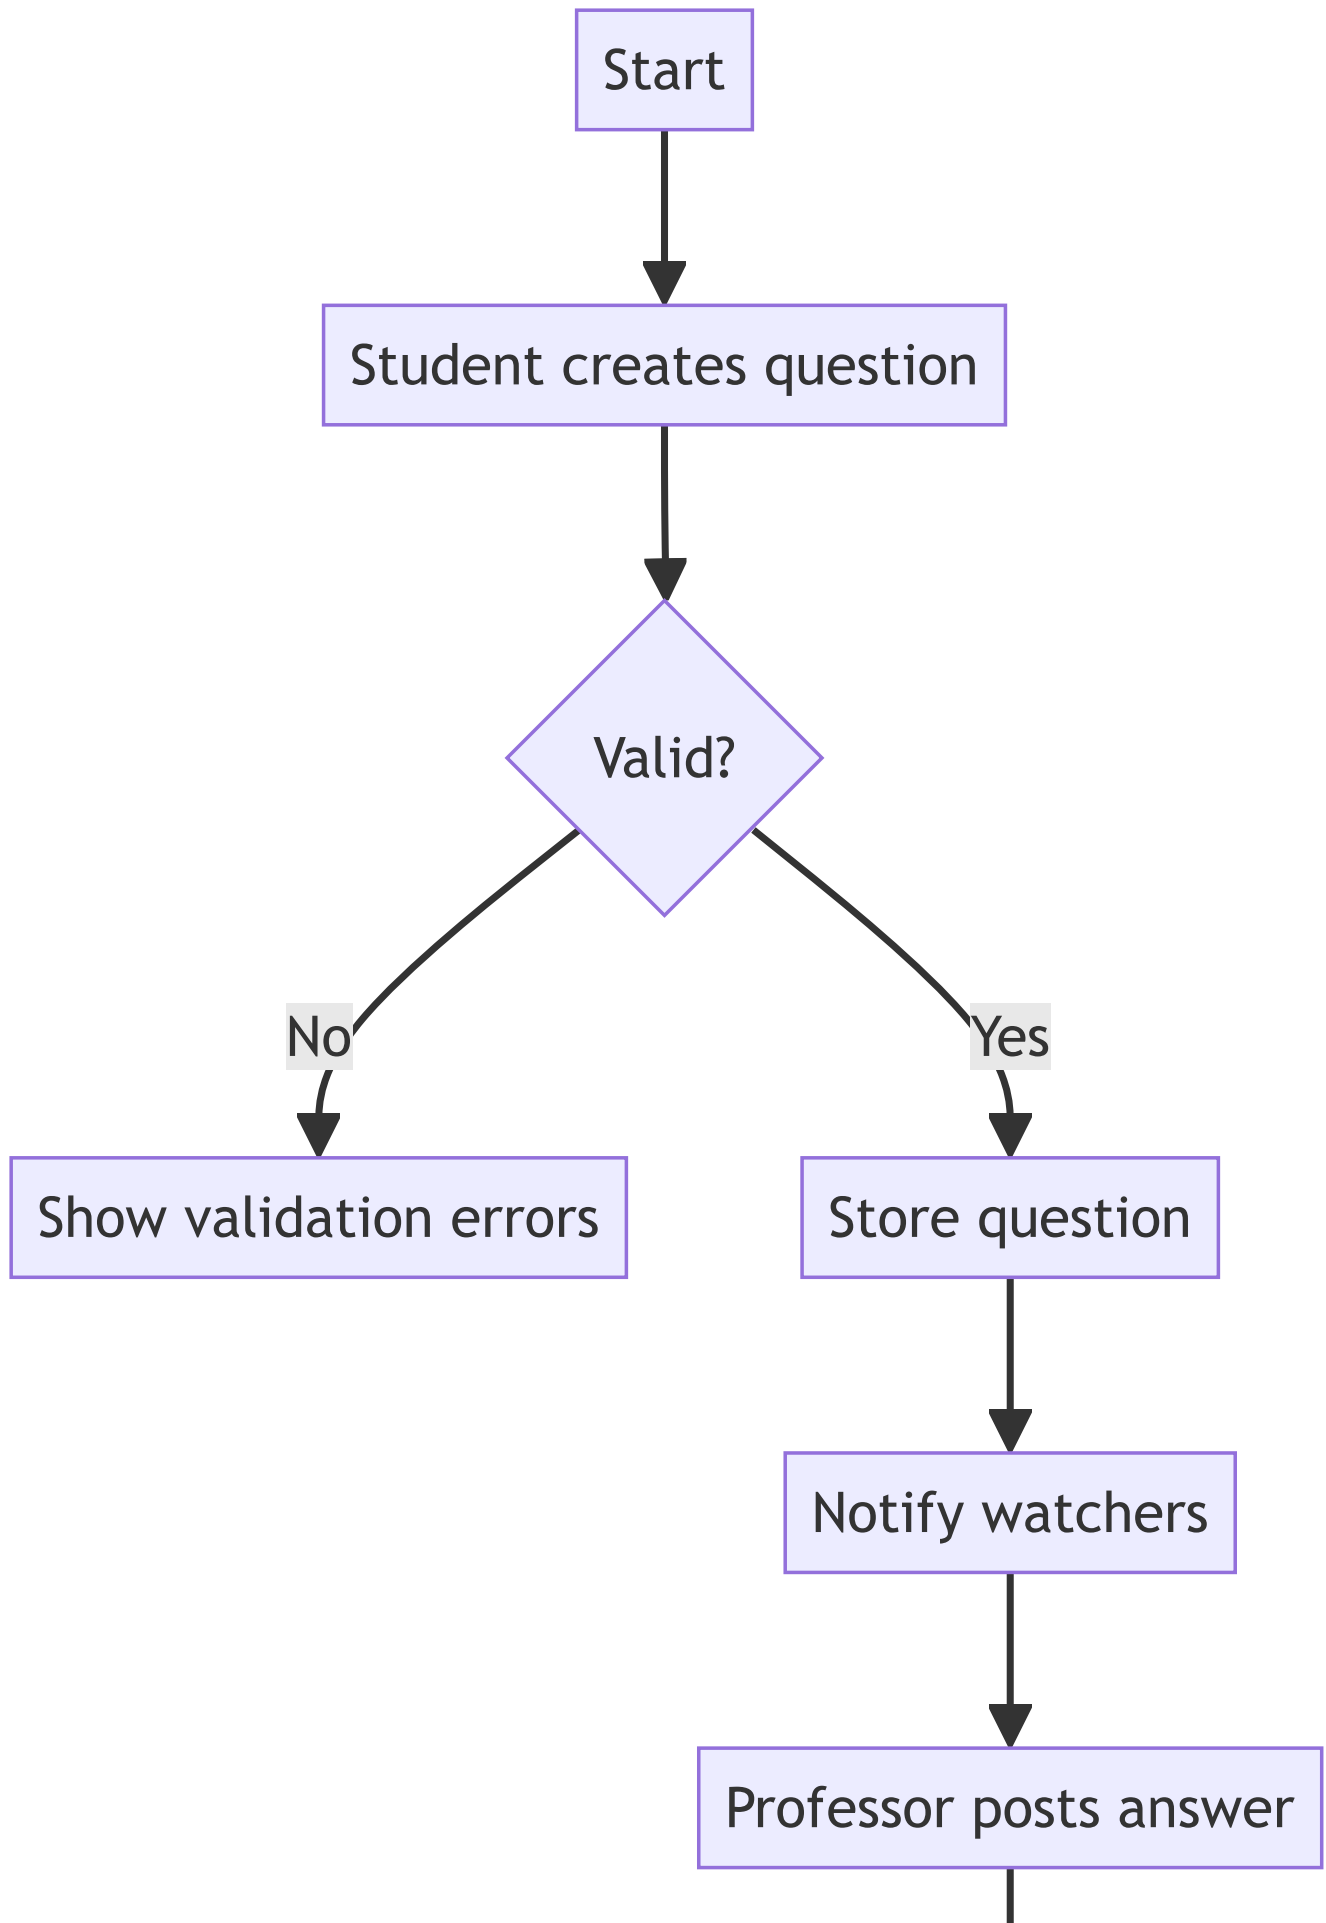 Start
Student creates question
Valid?
No
Yes
Show validation errors
Store question
Notify watchers
Professor posts answer